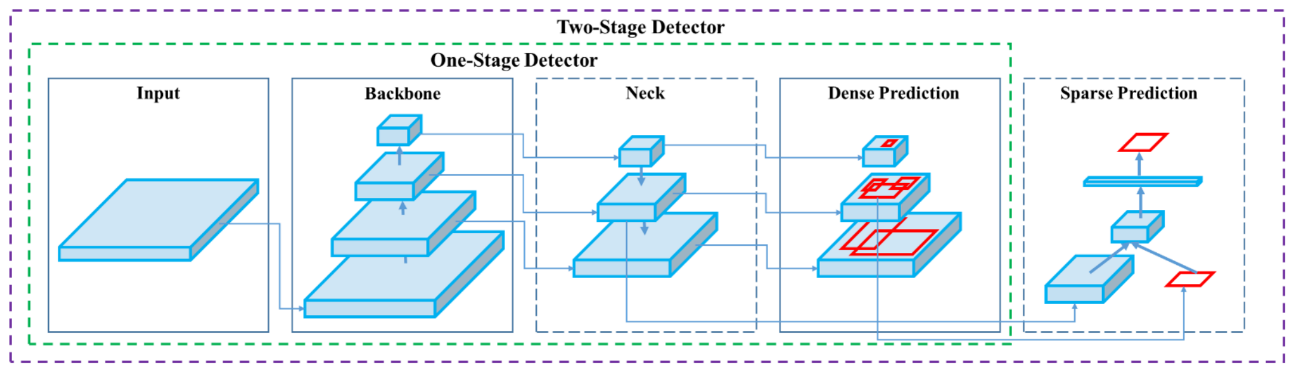 Two-Stage Detector
One-Stage Detector
Input
Backbone
Neck
Dense Prediction
Sparse Prediction